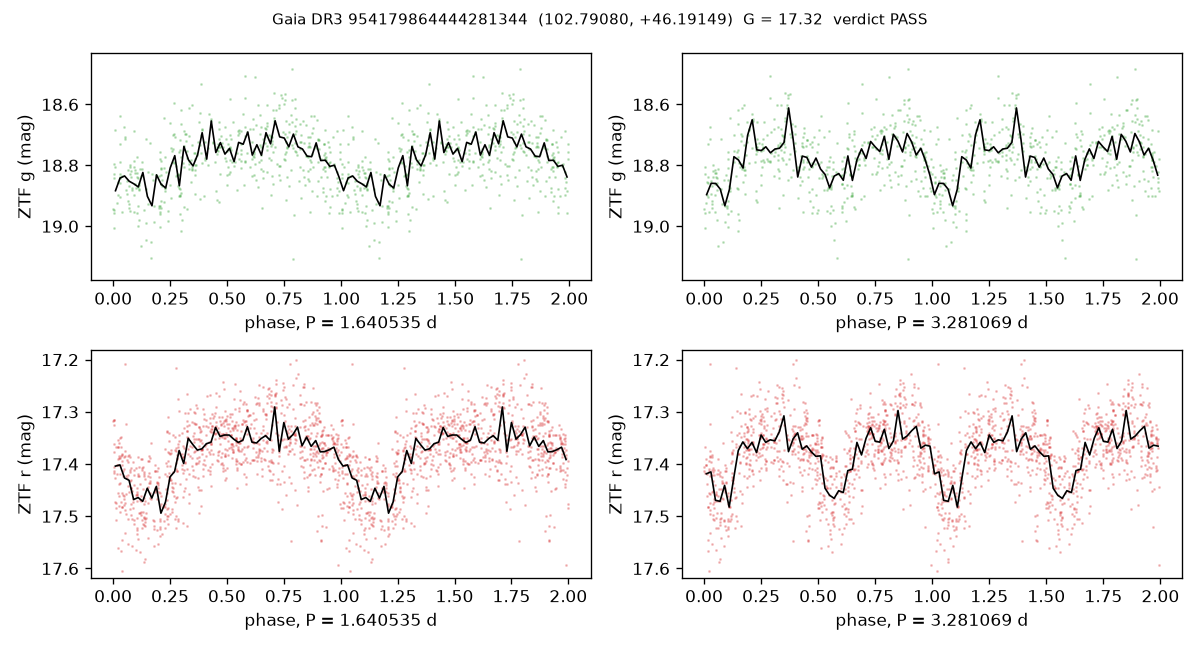 Gaia DR3 954179864444281344 (102.79080, +46.19149) G = 17.32 verdict PASS
ZTF g (mag)
18.6
18.8
19.0
0.00 0.25 0.50 0.75 1.00 1.25 1.50 1.75 2.00
phase, P = 1.640535 d
ZTF g (mag)
18.6
18.8
19.0
0.00 0.25 0.50 0.75 1.00 1.25 1.50 1.75 2.00
phase, P = 3.281069 d
ZTF r (mag)
17.2
17.3
17.4
17.5
17.6
0.00 0.25 0.50 0.75 1.00 1.25 1.50 1.75 2.00
phase, P = 1.640535 d
ZTF r (mag)
17.2
17.3
17.4
17.5
17.6
0.00 0.25 0.50 0.75 1.00 1.25 1.50 1.75 2.00
phase, P = 3.281069 d